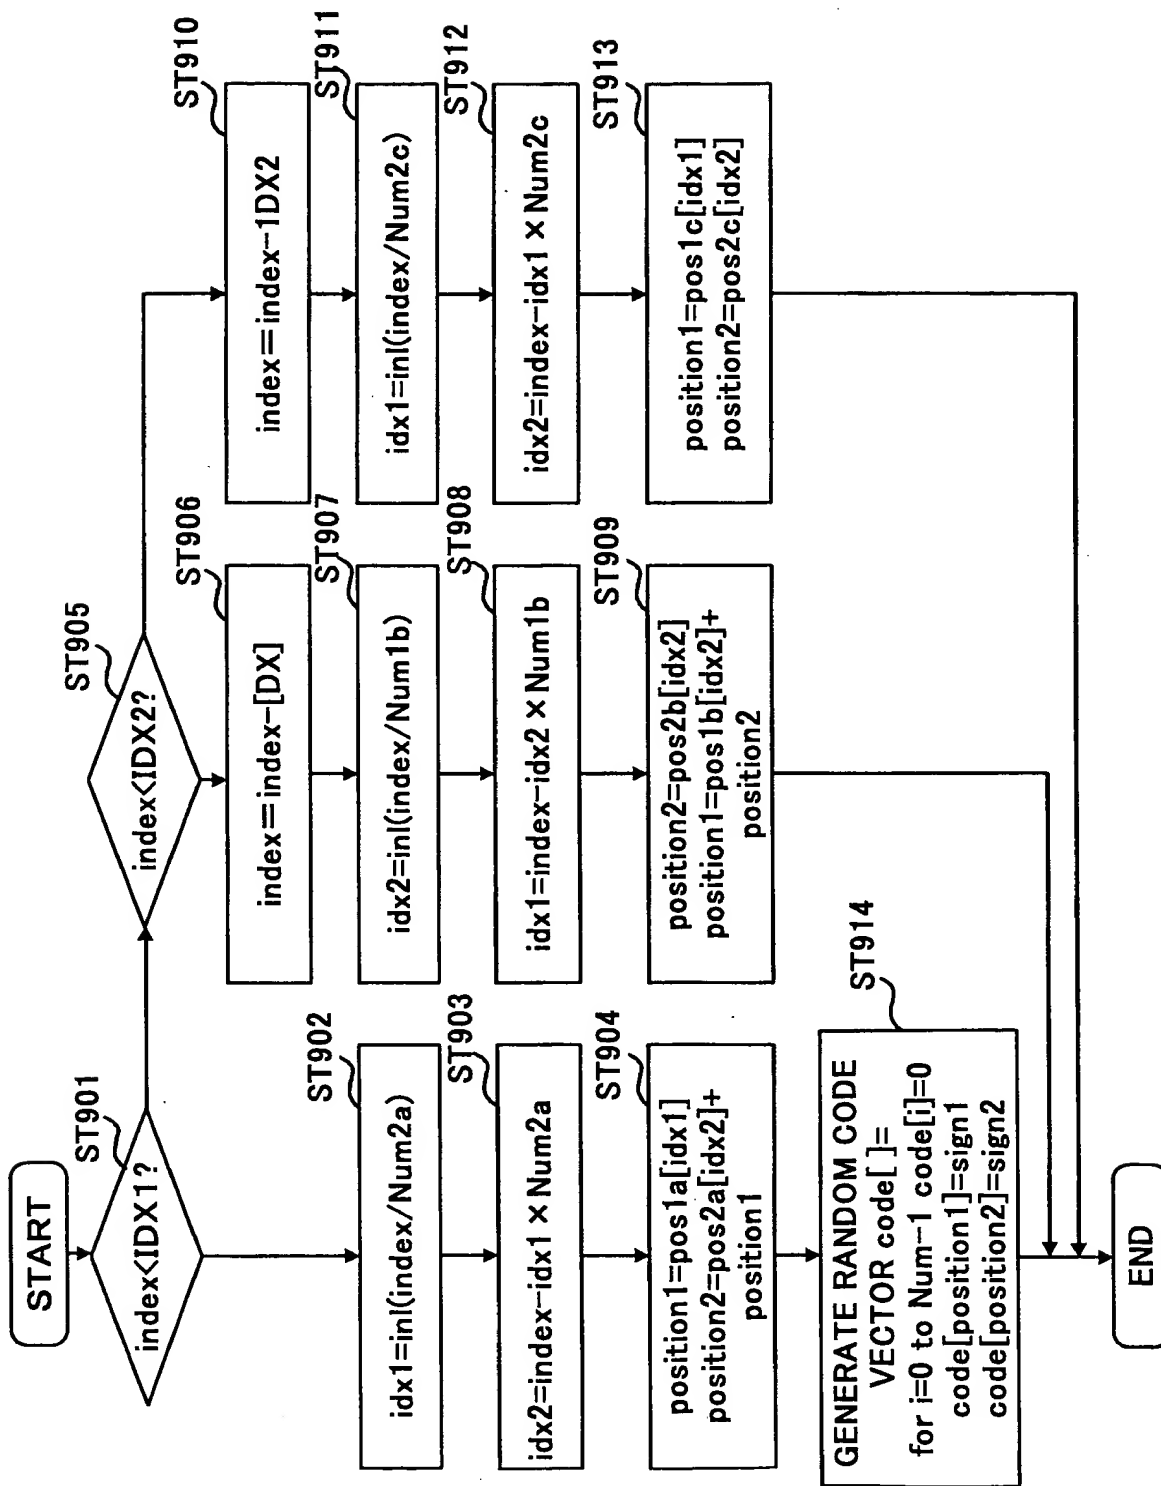 START
ST901
index<IDX1?
ST902
idx1=inl(index/Num2a)
ST903
idx2=index-idx1×Num2a
ST904
position1=pos1a[idx1]
position2=pos2a[idx2]+
position1
ST905
index<IDX2?
ST906
index=index-[DX]
ST907
idx2=inl(index/Num1b)
ST908
idx1=index-idx2×Num1b
ST909
position2=pos2b[idx2]
position1=pos1b[idx2]+
position2
ST910
index=index-1DX2
ST911
idx1=inl(index/Num2c)
ST912
idx2=index-idx1×Num2c
ST913
position1=pos1c[idx1]
position2=pos2c[idx2]
ST914
GENERATE RANDOM CODE
VECTOR code[ ]=
for i=0 to Num-1 code[i]=0
code[position1]=sign1
code[position2]=sign2
END